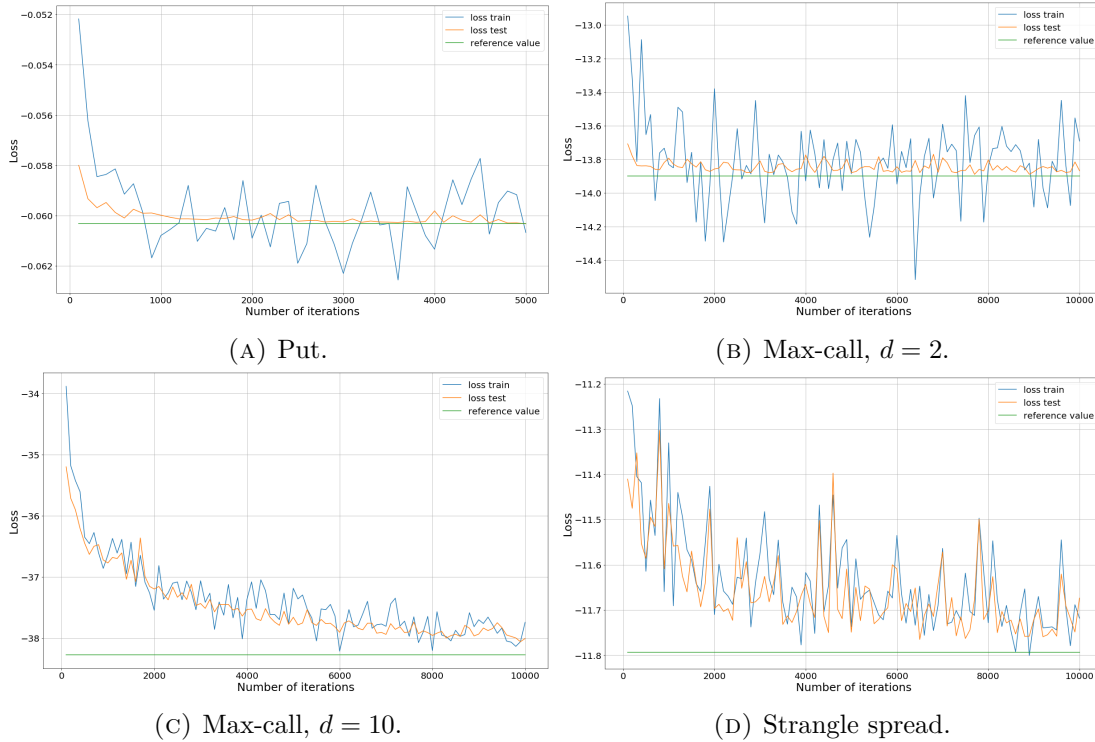 loss train
loss test
reference value
−0.052
−0.054
−0.056
−0.058
−0.060
−0.062
Loss
0
1000
2000
3000
4000
5000
Number of iterations
(A) Put.
loss train
loss test
reference value
−13.0
−13.2
−13.4
−13.6
−13.8
−14.0
−14.2
−14.4
Loss
0
2000
4000
6000
8000
10000
Number of iterations
(B) Max-call, d = 2.
loss train
loss test
reference value
−34
−35
−36
−37
−38
Loss
0
2000
4000
6000
8000
10000
Number of iterations
(C) Max-call, d = 10.
loss train
loss test
reference value
−11.2
−11.3
−11.4
−11.5
−11.6
−11.7
−11.8
Loss
0
2000
4000
6000
8000
10000
Number of iterations
(D) Strangle spread.